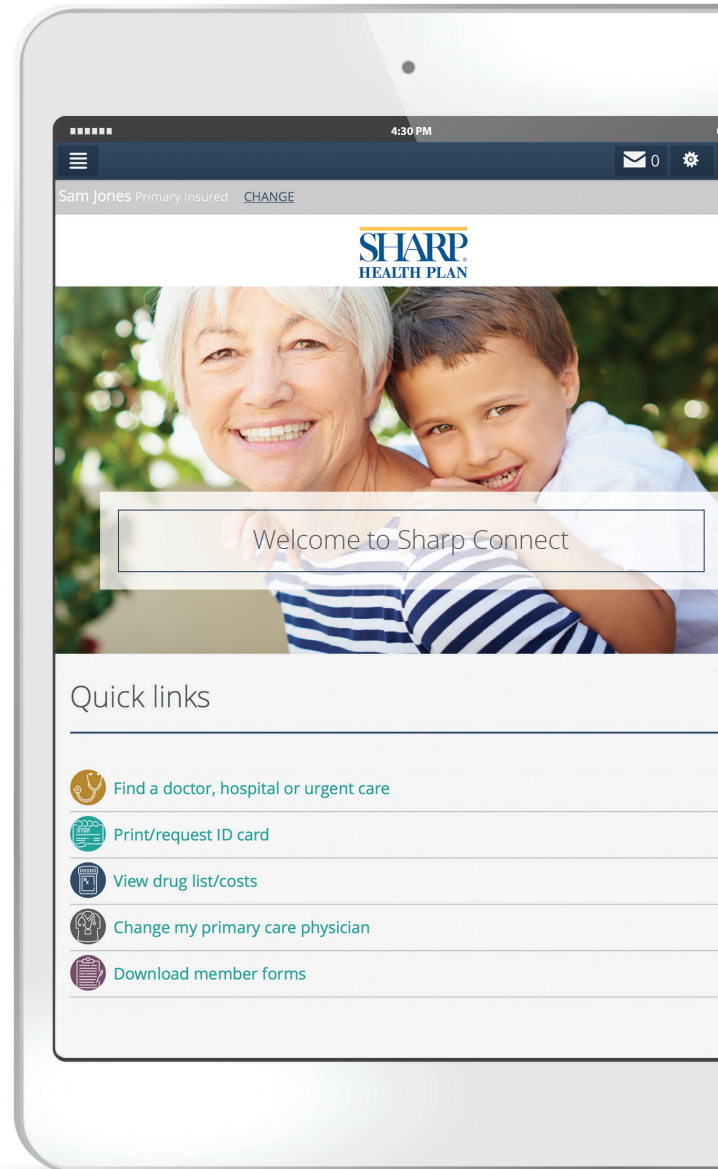 4:30 PM
0
Sam Jones Primary Insured CHANGE
SHARP®
HEALTH PLAN
Welcome to Sharp Connect
Quick links
Find a doctor, hospital or urgent care
Print/request ID card
View drug list/costs
Change my primary care physician
Download member forms